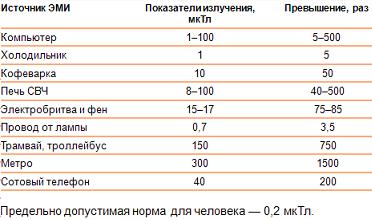 Источник ЭМИ Показатели излучения, мкТл Превышение, раз
Компьютер 1–100 5–500
Холодильник 1 5
Кофеварка 10 50
Печь СВЧ 8–100 40–500
Электробритва и фен 15–17 75–85
Провод от лампы 0,7 3,5
Трамвай, троллейбус 150 750
Метро 300 1500
Сотовый телефон 40 200
Предельно допустимая норма для человека — 0,2 мкТл.